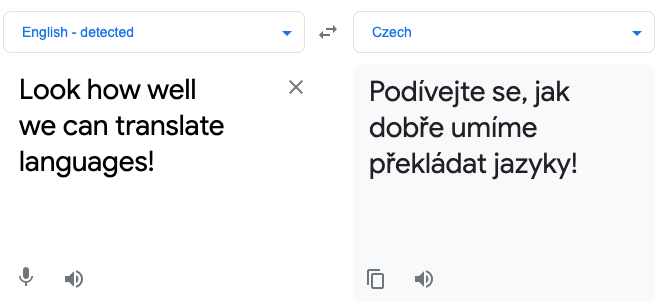 English - detected
Czech
Look how well
we can translate
languages!
Podívejte se, jak
dobře umíme
překládat jazyky!